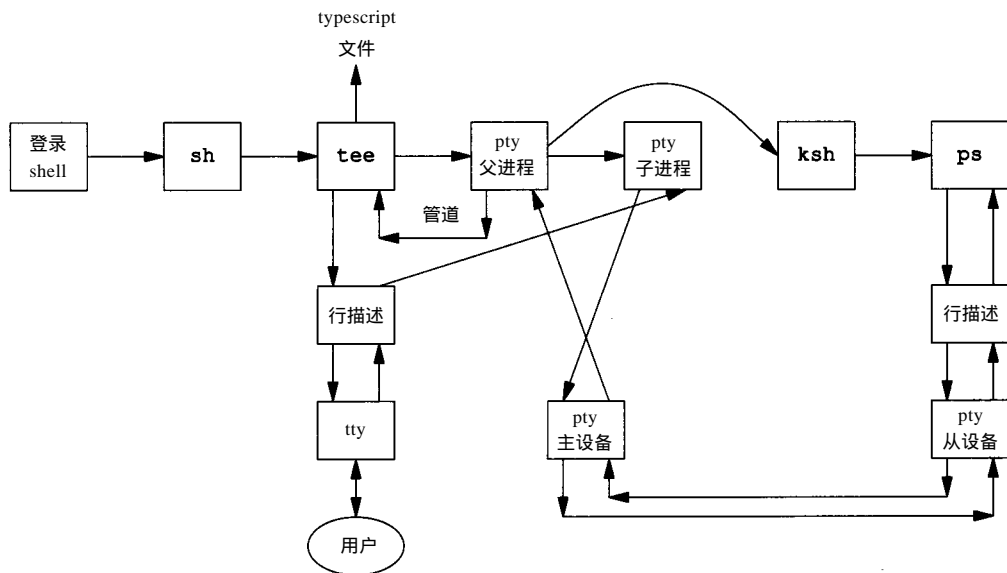 typescript
文件
登录
shell
sh
tee
pty
父进程
pty
子进程
ksh
ps
管道
行描述
行描述
tty
pty
主设备
pty
从设备
用户